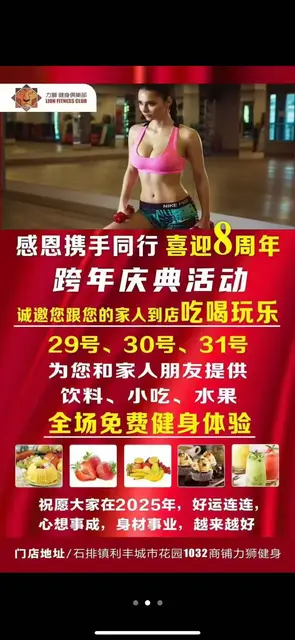 力狮 健身俱乐部
LION FITNESS CLUB
NIKE PRO
感恩携手同行 喜迎8周年
跨年庆典活动
诚邀您跟您的家人到店吃喝玩乐
29号、30号、31号
为您和家人朋友提供
饮料、小吃、水果
全场免费健身体验
祝愿大家在2025年，好运连连，
心想事成，身材事业，越来越好
门店地址/石排镇利丰城市花园1032商铺力狮健身